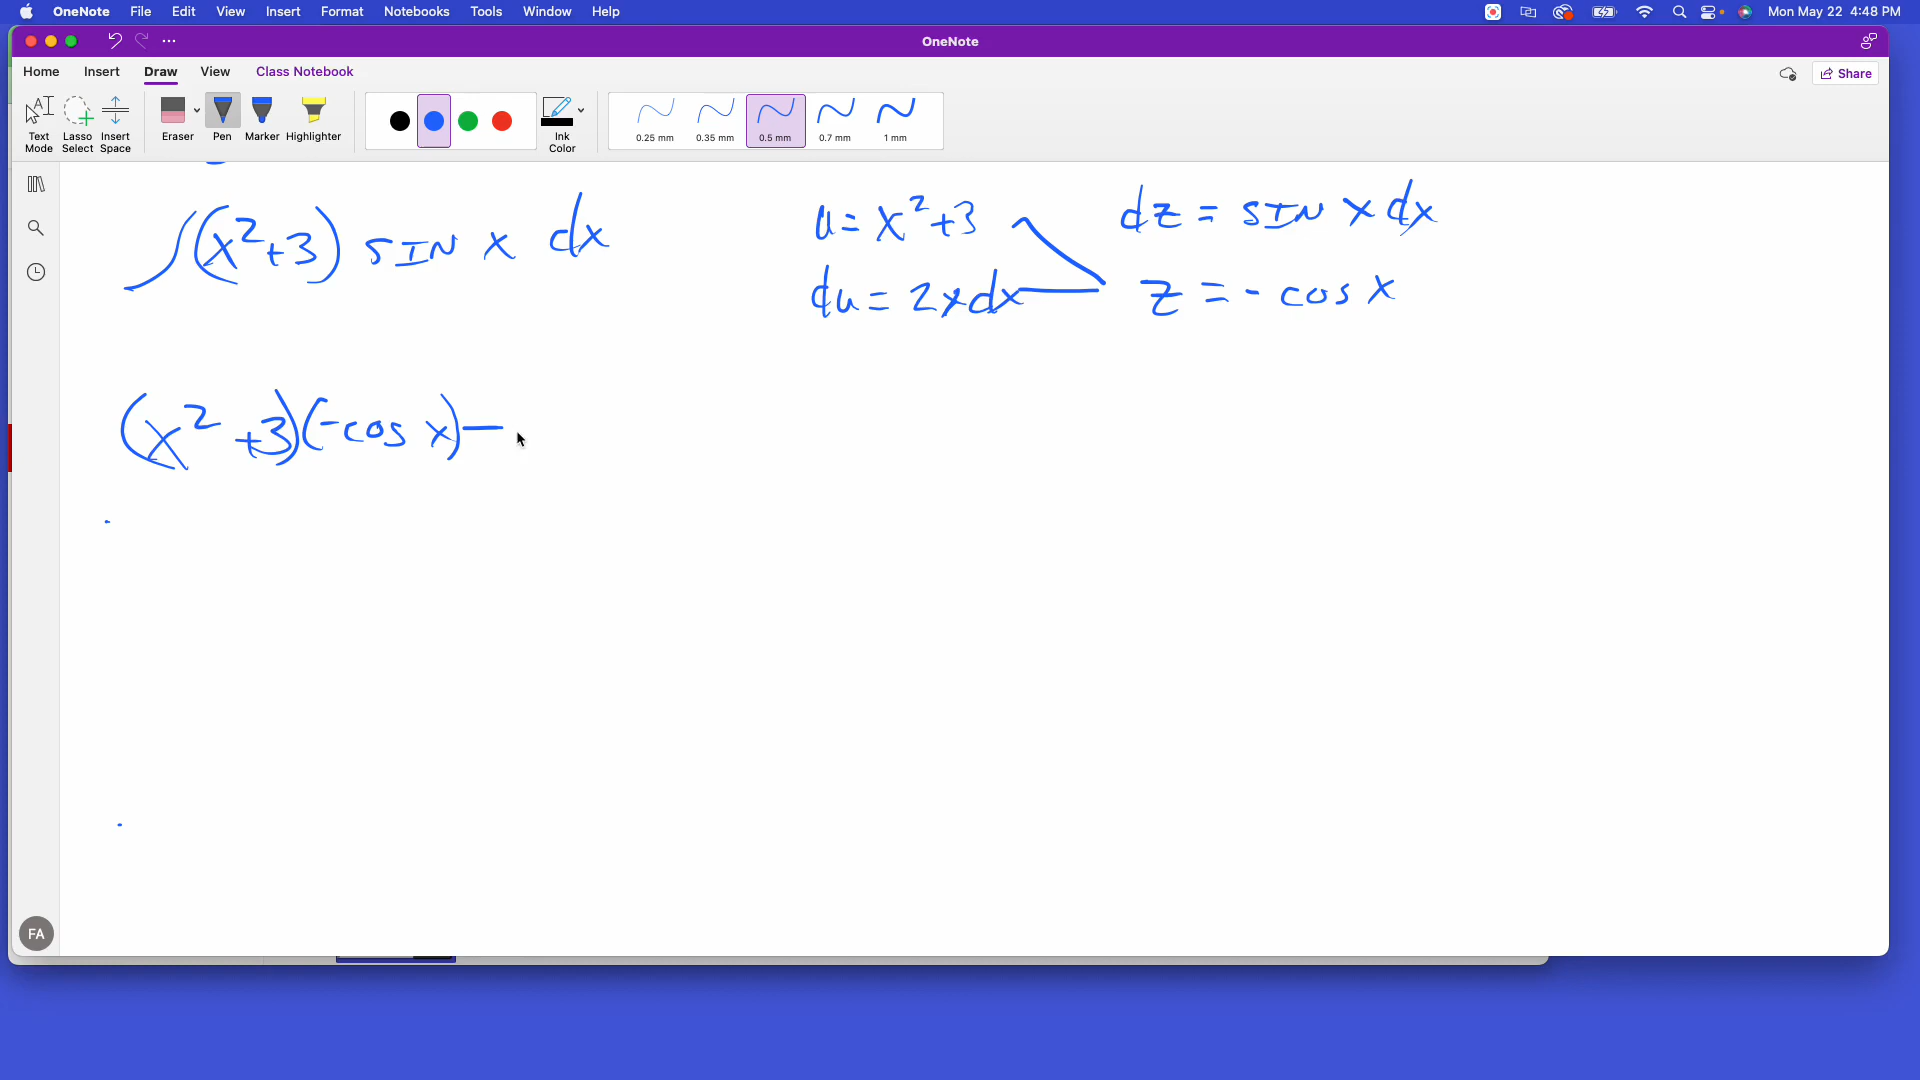 OneNote File Edit View Insert Format Notebooks Tools Window Help Mon May 22 4:48 PM
OneNote
Home Insert Draw View Class Notebook Share
Text Mode Lasso Select Insert Space Eraser Pen Marker Highlighter Ink Color 0.25 mm 0.35 mm 0.5 mm 0.7 mm 1 mm
∫(x²+3) SIN x dx u = x²+3 dz = SIN x dx
du = 2xdx z = - cos x
(x² +3)(-cos x) —
FA